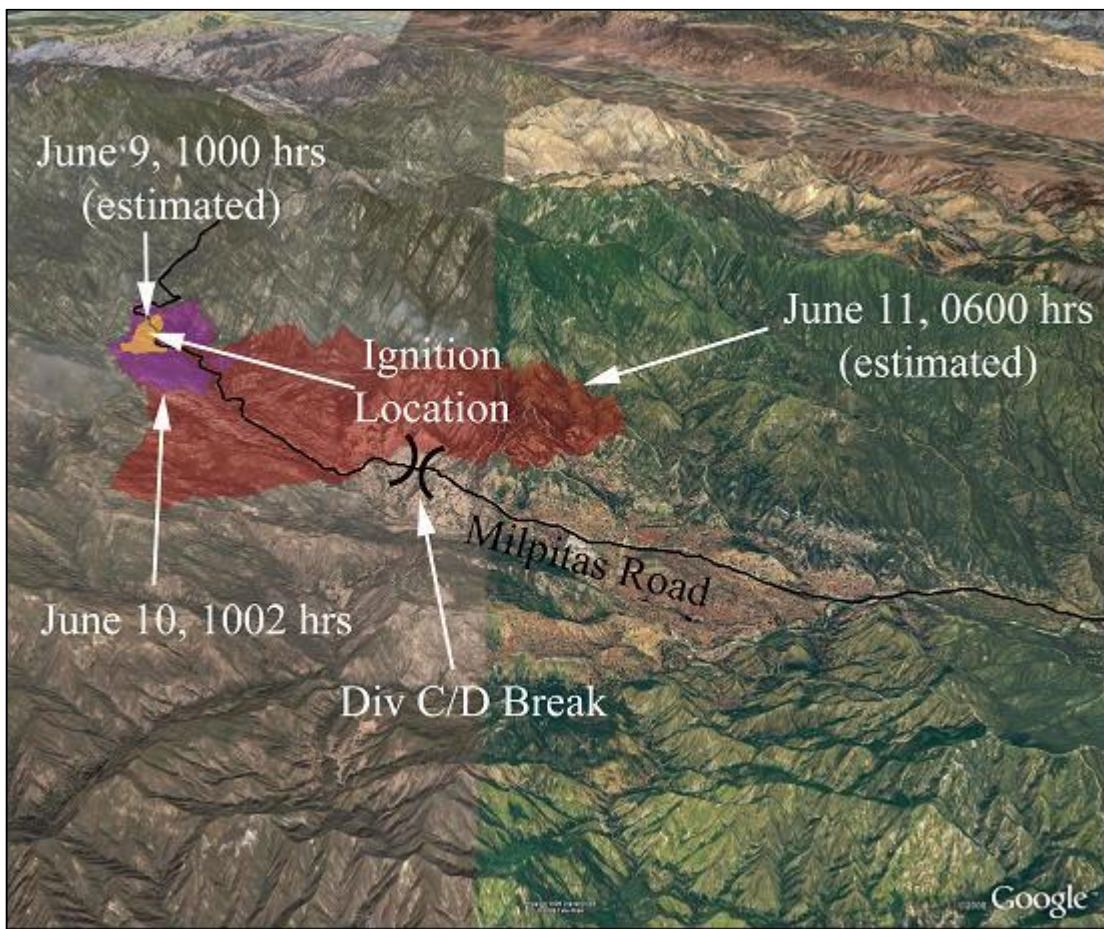 June 9, 1000 hrs
(estimated)
June 11, 0600 hrs
(estimated)
Ignition
Location
Milpitas Road
June 10, 1002 hrs
Div C/D Break
Google